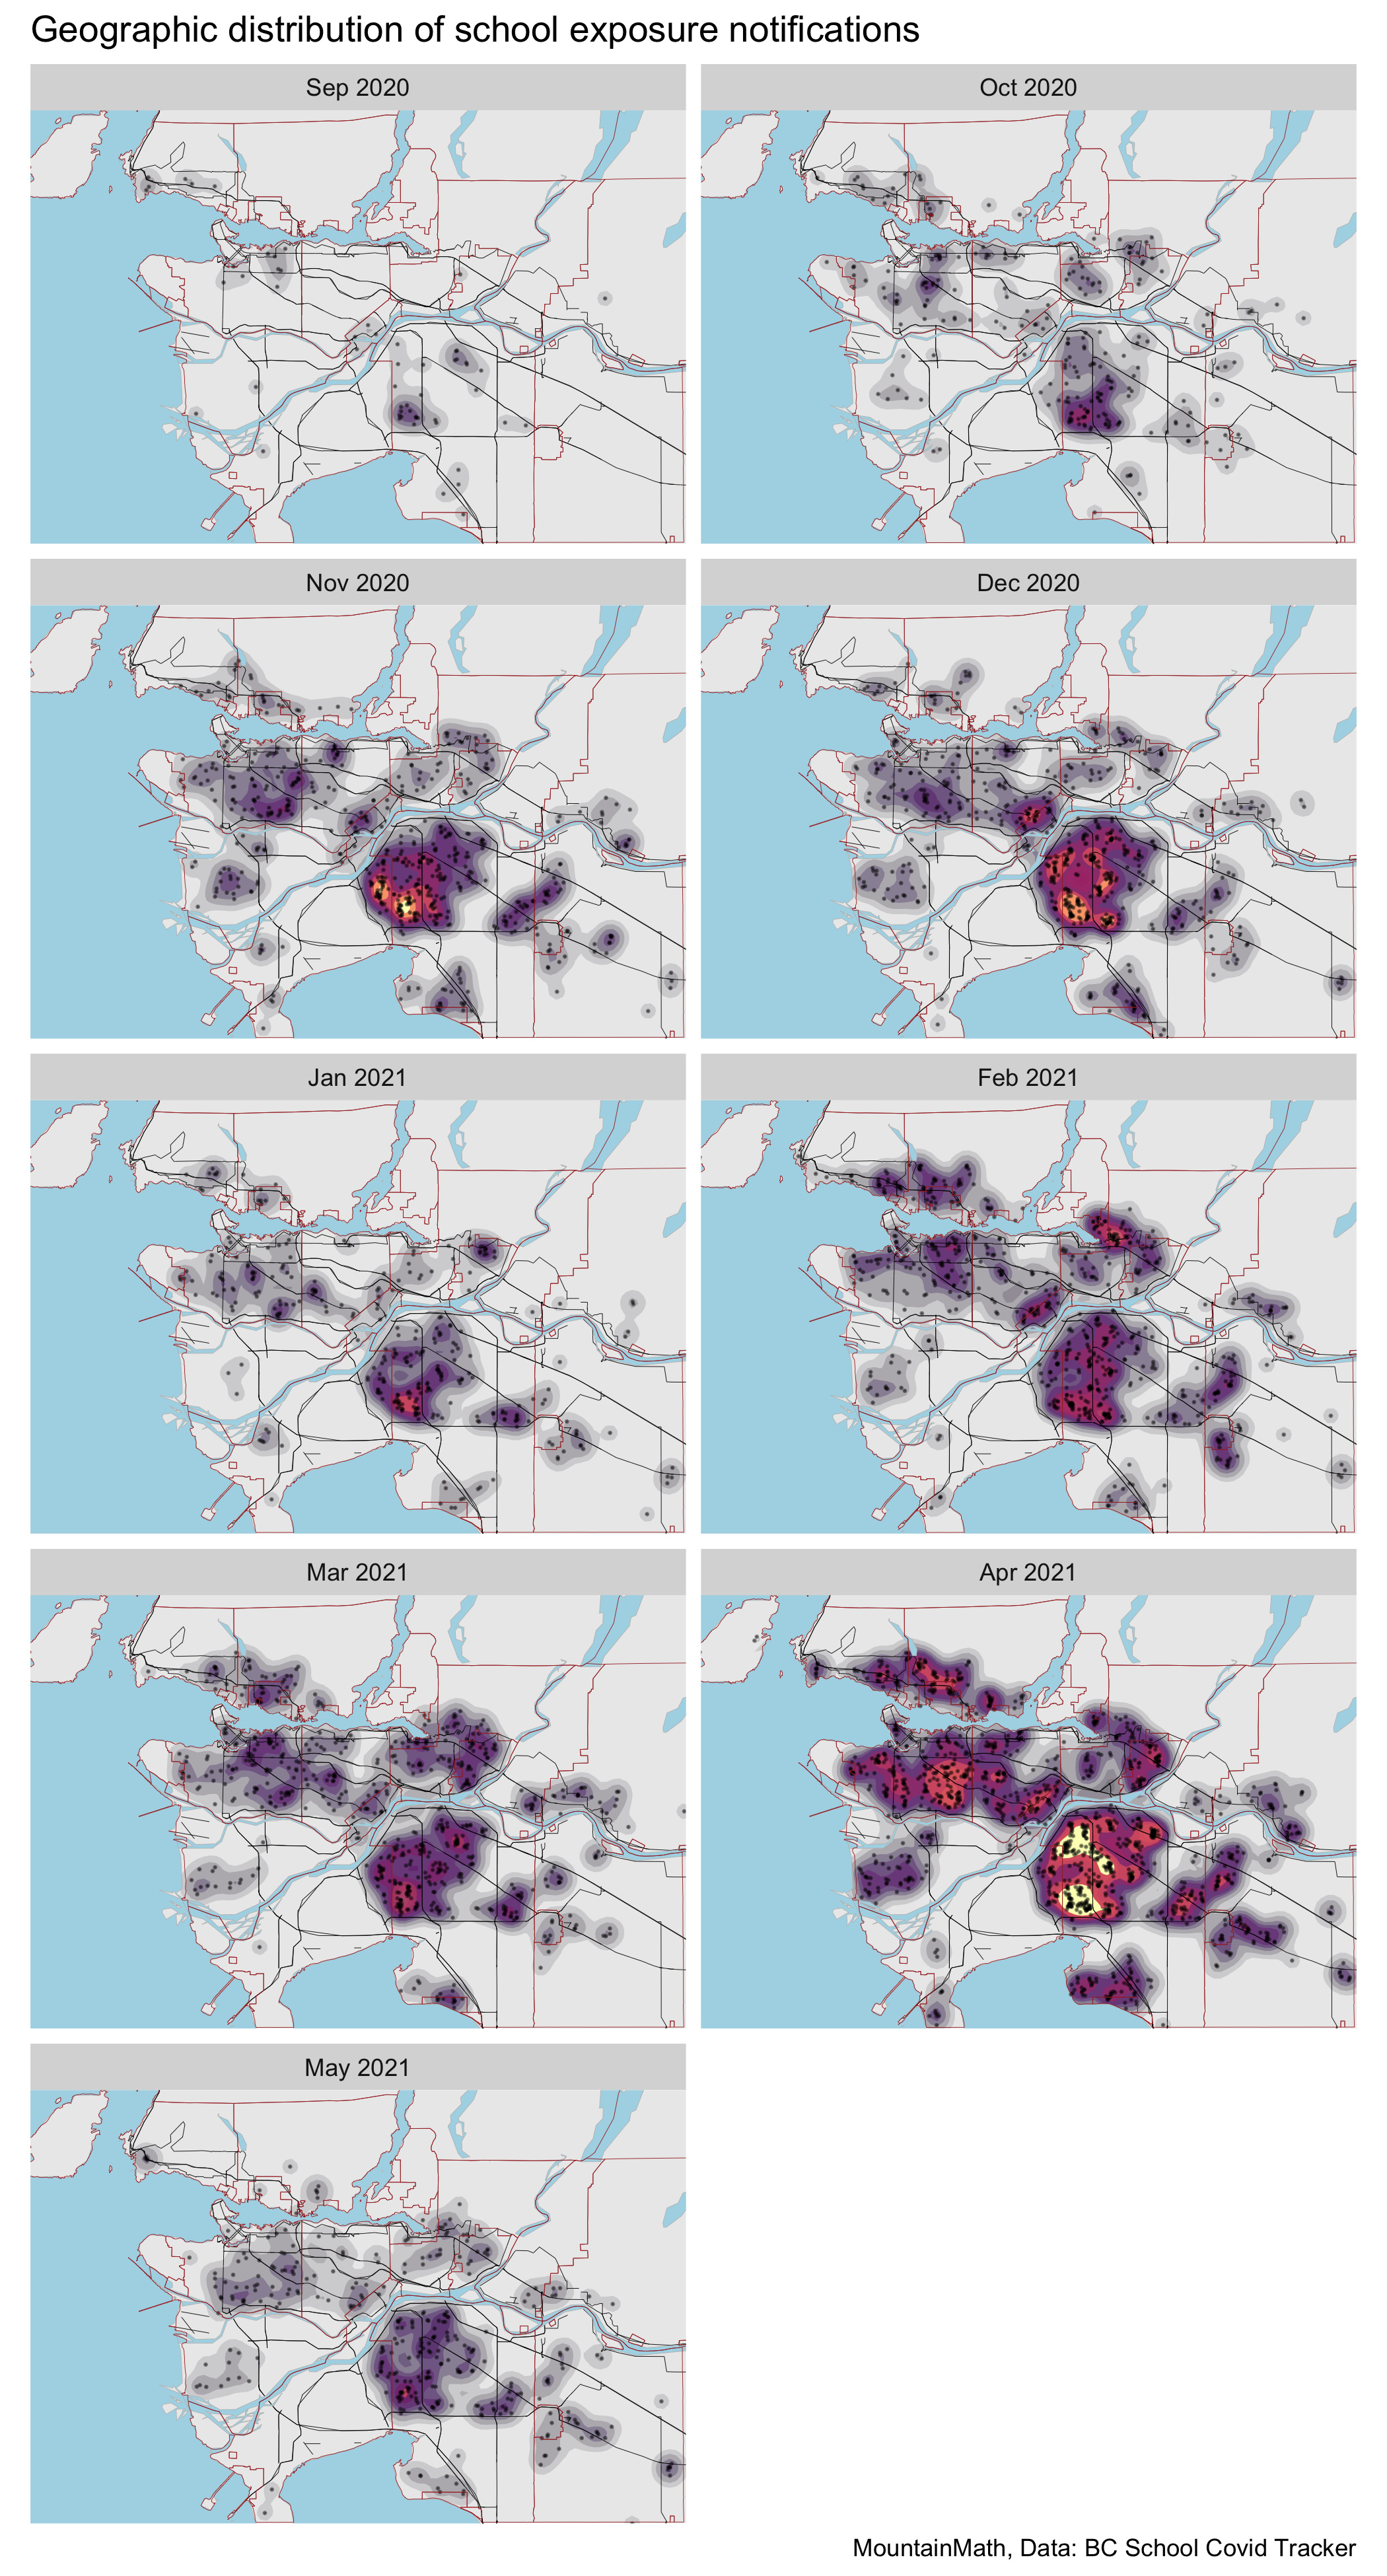 Geographic distribution of school exposure notifications
Sep 2020
Oct 2020
Nov 2020
Dec 2020
Jan 2021
Feb 2021
Mar 2021
Apr 2021
May 2021
MountainMath, Data: BC School Covid Tracker